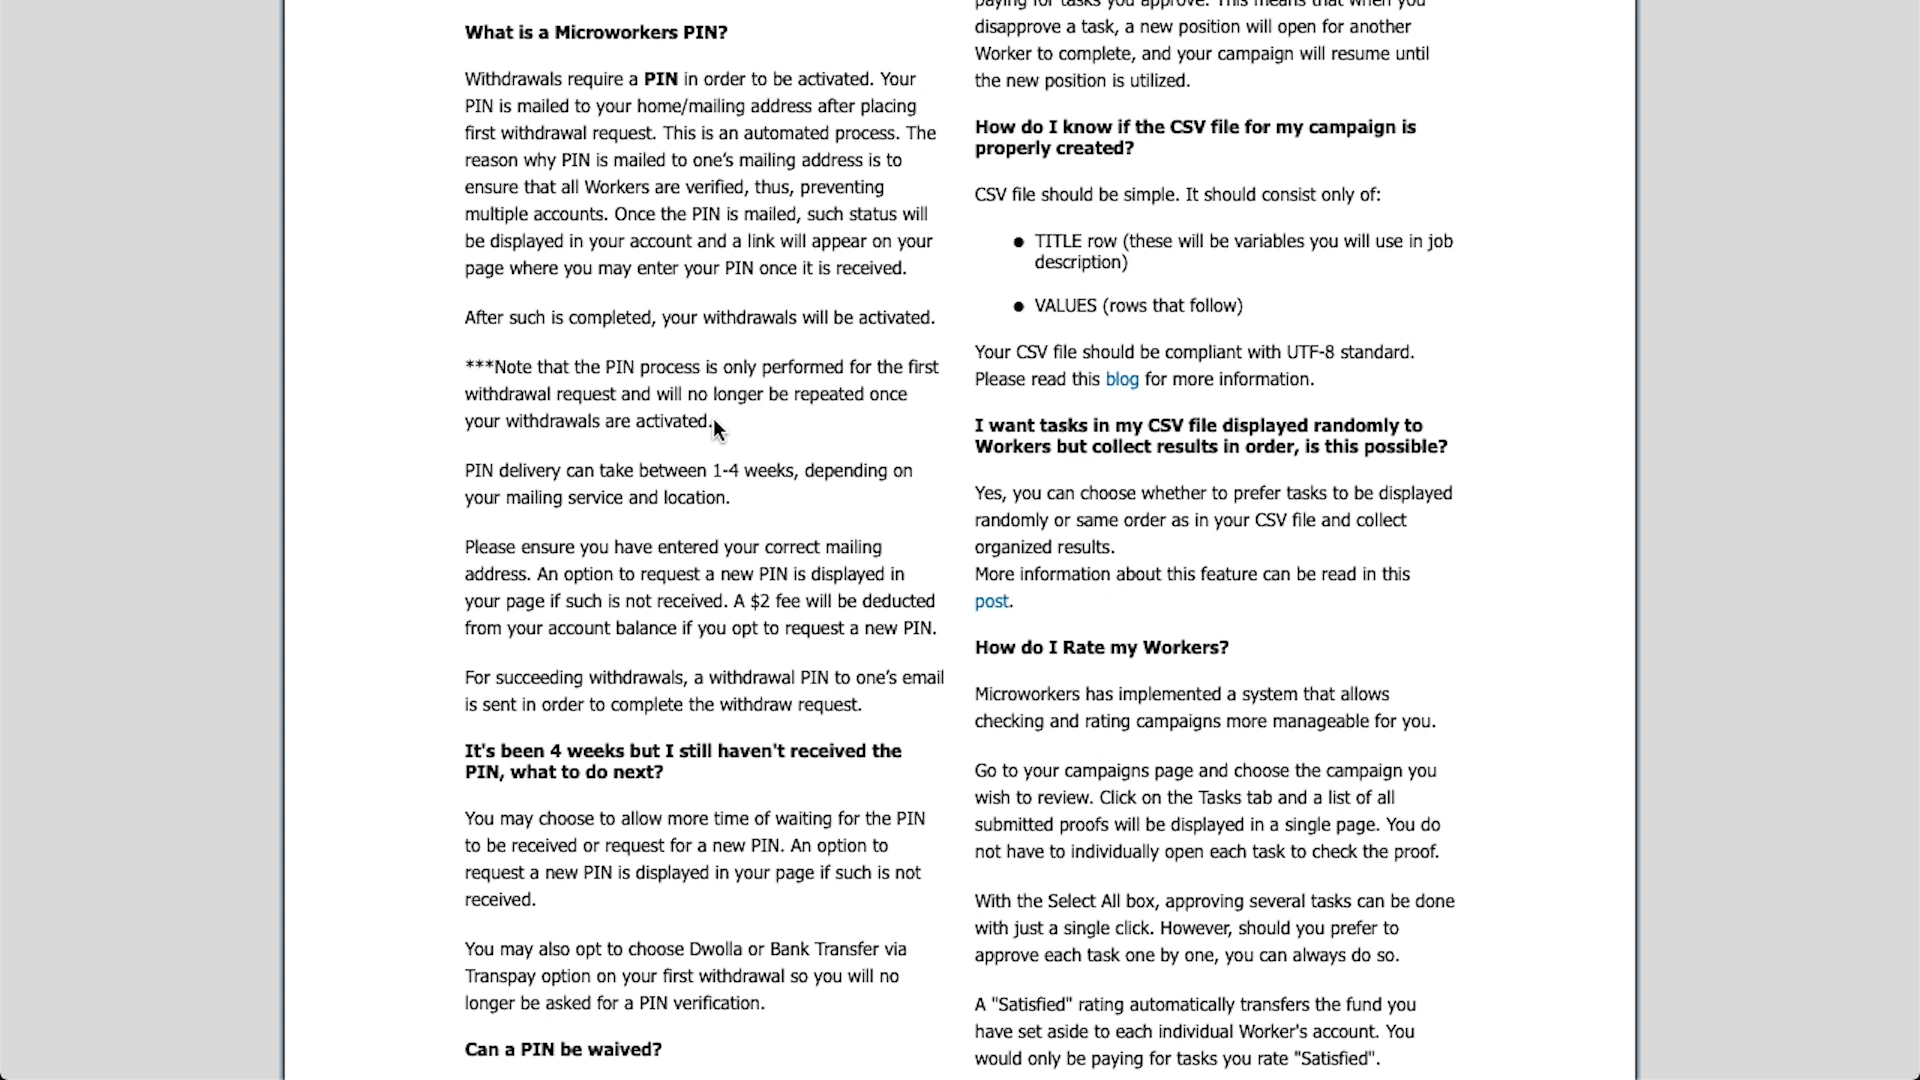 What is a Microworkers PIN?
Withdrawals require a PIN in order to be activated. Your
PIN is mailed to your home/mailing address after placing
first withdrawal request. This is an automated process. The
reason why PIN is mailed to one’s mailing address is to
ensure that all Workers are verified, thus, preventing
multiple accounts. Once the PIN is mailed, such status will
be displayed in your account and a link will appear on your
page where you may enter your PIN once it is received.
After such is completed, your withdrawals will be activated.
***Note that the PIN process is only performed for the first
withdrawal request and will no longer be repeated once
your withdrawals are activated.
PIN delivery can take between 1-4 weeks, depending on
your mailing service and location.
Please ensure you have entered your correct mailing
address. An option to request a new PIN is displayed in
your page if such is not received. A $2 fee will be deducted
from your account balance if you opt to request a new PIN.
For succeeding withdrawals, a withdrawal PIN to one’s email
is sent in order to complete the withdraw request.
It's been 4 weeks but I still haven't received the
PIN, what to do next?
You may choose to allow more time of waiting for the PIN
to be received or request for a new PIN. An option to
request a new PIN is displayed in your page if such is not
received.
You may also opt to choose Dwolla or Bank Transfer via
Transpay option on your first withdrawal so you will no
longer be asked for a PIN verification.
Can a PIN be waived?
paying for tasks you approve. This means that when you
disapprove a task, a new position will open for another
Worker to complete, and your campaign will resume until
the new position is utilized.
How do I know if the CSV file for my campaign is
properly created?
CSV file should be simple. It should consist only of:
● TITLE row (these will be variables you will use in job
description)
● VALUES (rows that follow)
Your CSV file should be compliant with UTF-8 standard.
Please read this blog for more information.
I want tasks in my CSV file displayed randomly to
Workers but collect results in order, is this possible?
Yes, you can choose whether to prefer tasks to be displayed
randomly or same order as in your CSV file and collect
organized results.
More information about this feature can be read in this
post.
How do I Rate my Workers?
Microworkers has implemented a system that allows
checking and rating campaigns more manageable for you.
Go to your campaigns page and choose the campaign you
wish to review. Click on the Tasks tab and a list of all
submitted proofs will be displayed in a single page. You do
not have to individually open each task to check the proof.
With the Select All box, approving several tasks can be done
with just a single click. However, should you prefer to
approve each task one by one, you can always do so.
A "Satisfied" rating automatically transfers the fund you
have set aside to each individual Worker's account. You
would only be paying for tasks you rate "Satisfied".